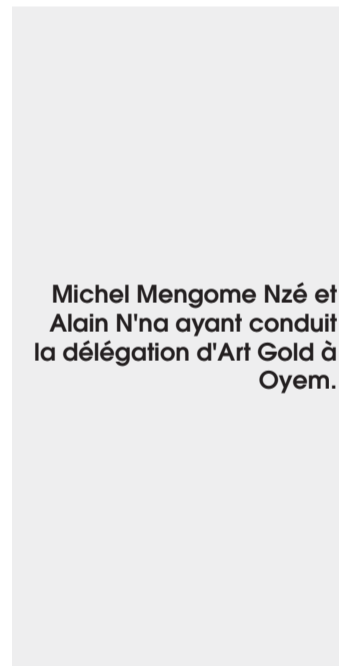 Michel Mengome Nzé et
Alain N'na ayant conduit
la délégation d'Art Gold à
Oyem.